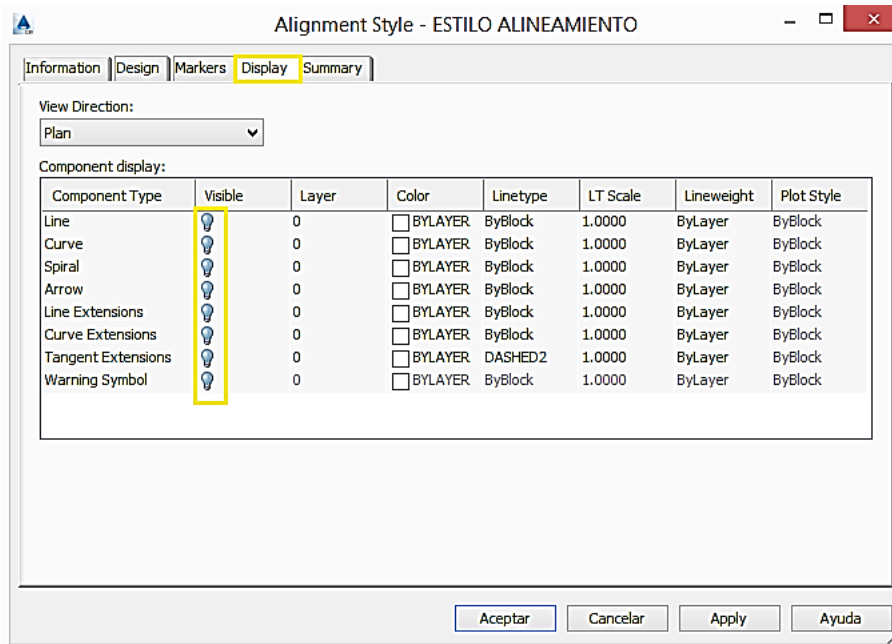 Alignment Style - ESTILO ALINEAMIENTO
Information Design Markers Display Summary
View Direction:
Plan
Component display:
Component Type Visible Layer Color Linetype LT Scale Lineweight Plot Style
Line 0 BYLAYER ByBlock 1.0000 ByLayer ByBlock
Curve 0 BYLAYER ByBlock 1.0000 ByLayer ByBlock
Spiral 0 BYLAYER ByBlock 1.0000 ByLayer ByBlock
Arrow 0 BYLAYER ByBlock 1.0000 ByLayer ByBlock
Line Extensions 0 BYLAYER ByBlock 1.0000 ByLayer ByBlock
Curve Extensions 0 BYLAYER ByBlock 1.0000 ByLayer ByBlock
Tangent Extensions 0 BYLAYER DASHED2 1.0000 ByLayer ByBlock
Warning Symbol 0 BYLAYER ByBlock 1.0000 ByLayer ByBlock
Aceptar Cancelar Apply Ayuda